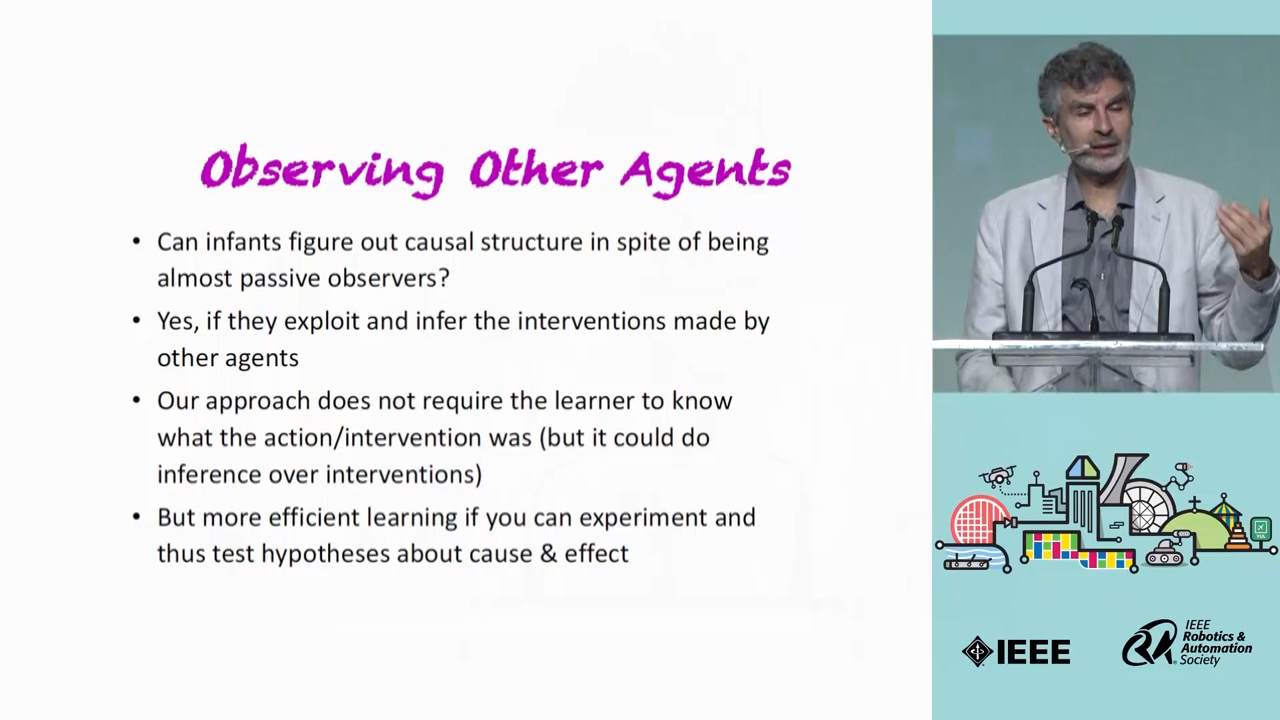 Observing Other Agents
• Can infants figure out causal structure in spite of being
almost passive observers?
• Yes, if they exploit and infer the interventions made by
other agents
• Our approach does not require the learner to know
what the action/intervention was (but it could do
inference over interventions)
• But more efficient learning if you can experiment and
thus test hypotheses about cause & effect
YUL
IEEE
IEEE
Robotics &
Automation
Society